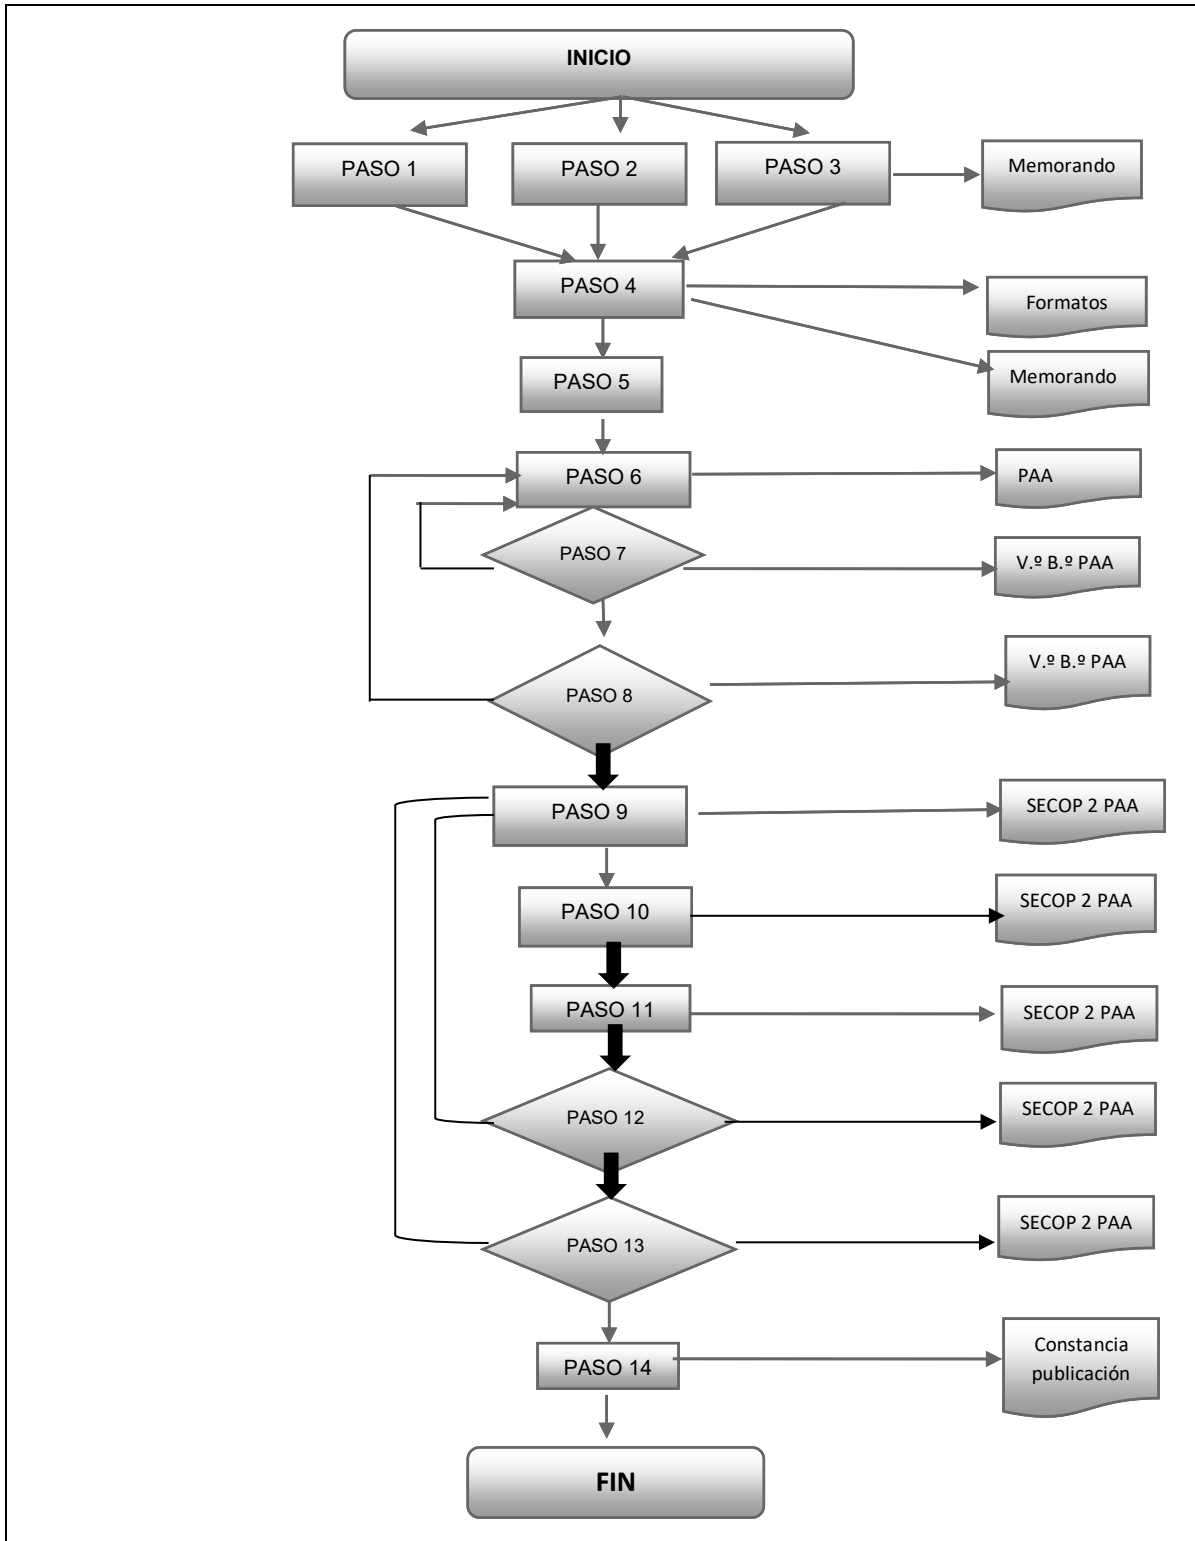 INICIO
PASO 1
PASO 2
PASO 3
Memorando
PASO 4
Formatos
Memorando
PASO 5
PASO 6
PAA
PASO 7
V.º B.º PAA
PASO 8
V.º B.º PAA
PASO 9
SECOP 2 PAA
PASO 10
SECOP 2 PAA
PASO 11
SECOP 2 PAA
PASO 12
SECOP 2 PAA
PASO 13
SECOP 2 PAA
PASO 14
Constancia
publicación
FIN